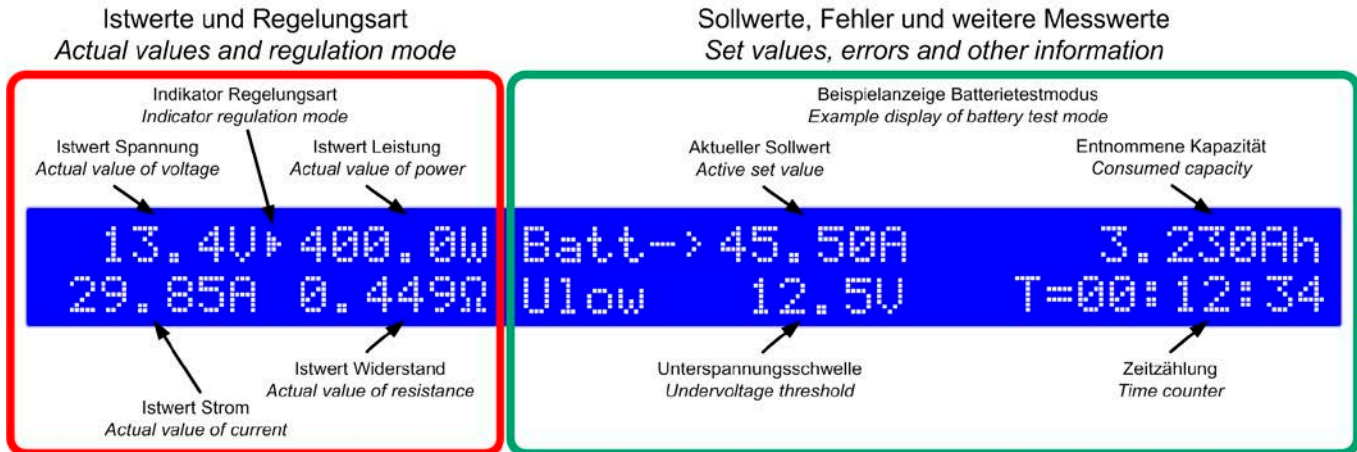 Istwerte und Regelungsart
Actual values and regulation mode
Sollwerte, Fehler und weitere Messwerte
Set values, errors and other information
Indikator Regelungsart
Indicator regulation mode
Istwert Spannung
Actual value of voltage
Istwert Leistung
Actual value of power
Beispielanzeige Batterietestmodus
Example display of battery test mode
Aktueller Sollwert
Active set value
Entnommene Kapazität
Consumed capacity
13.4V 400.0W Batt-> 45.50A 3.230Ah
29.85A 0.449Ω Ulow 12.5V T=00:12:34
Istwert Widerstand
Actual value of resistance
Istwert Strom
Actual value of current
Unterspannungsschwelle
Undervoltage threshold
Zeitzählung
Time counter